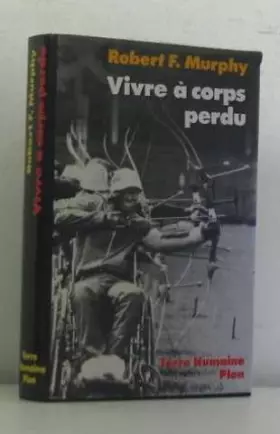 Robert F. Murphy
Vivre à corps
perdu
Terre Humaine
Plon
Robert F. Murphy
Vivre à corps perdu
Terre
Humaine
Plon